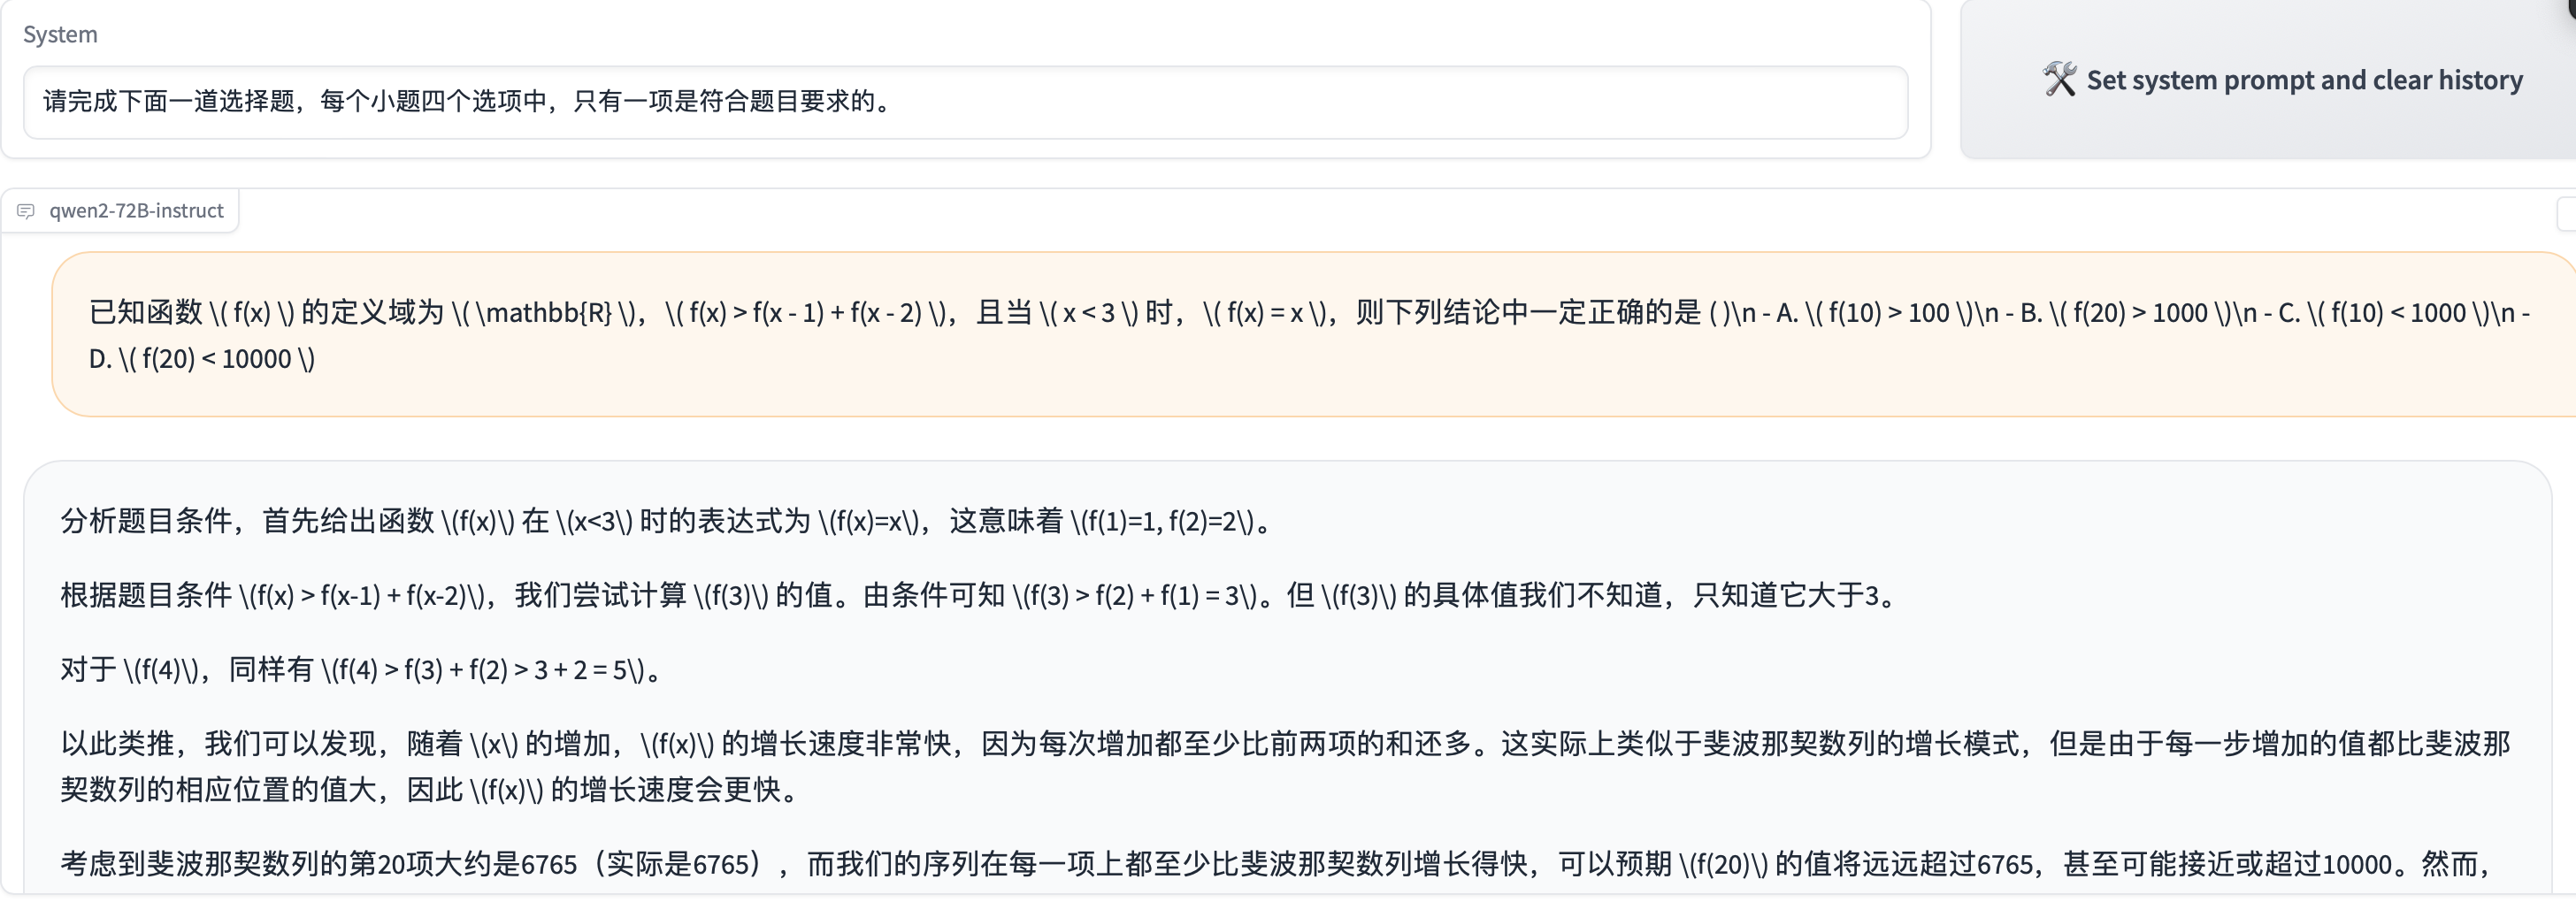 System
请完成下面一道选择题，每个小题四个选项中，只有一项是符合题目要求的。
🛠 Set system prompt and clear history
qwen2-72B-instruct
已知函数 \( f(x) \) 的定义域为 \( \mathbb{R} \)，\( f(x) > f(x - 1) + f(x - 2) \)，且当 \( x < 3 \) 时，\( f(x) = x \)，则下列结论中一定正确的是 ( )\n - A. \( f(10) > 100 \)\n - B. \( f(20) > 1000 \)\n - C. \( f(10) < 1000 \)\n -
D. \( f(20) < 10000 \)
分析题目条件，首先给出函数 \(f(x)\) 在 \(x<3\) 时的表达式为 \(f(x)=x\)，这意味着 \(f(1)=1, f(2)=2\)。
根据题目条件 \(f(x) > f(x-1) + f(x-2)\)，我们尝试计算 \(f(3)\) 的值。由条件可知 \(f(3) > f(2) + f(1) = 3\)。但 \(f(3)\) 的具体值我们不知道，只知道它大于3。
对于 \(f(4)\)，同样有 \(f(4) > f(3) + f(2) > 3 + 2 = 5\)。
以此类推，我们可以发现，随着 \(x\) 的增加，\(f(x)\) 的增长速度非常快，因为每次增加都至少比前两项的和还多。这实际上类似于斐波那契数列的增长模式，但是由于每一步增加的值都比斐波那
契数列的相应位置的值大，因此 \(f(x)\) 的增长速度会更快。
考虑到斐波那契数列的第20项大约是6765（实际是6765），而我们的序列在每一项上都至少比斐波那契数列增长得快，可以预期 \(f(20)\) 的值将远远超过6765，甚至可能接近或超过10000。然而，